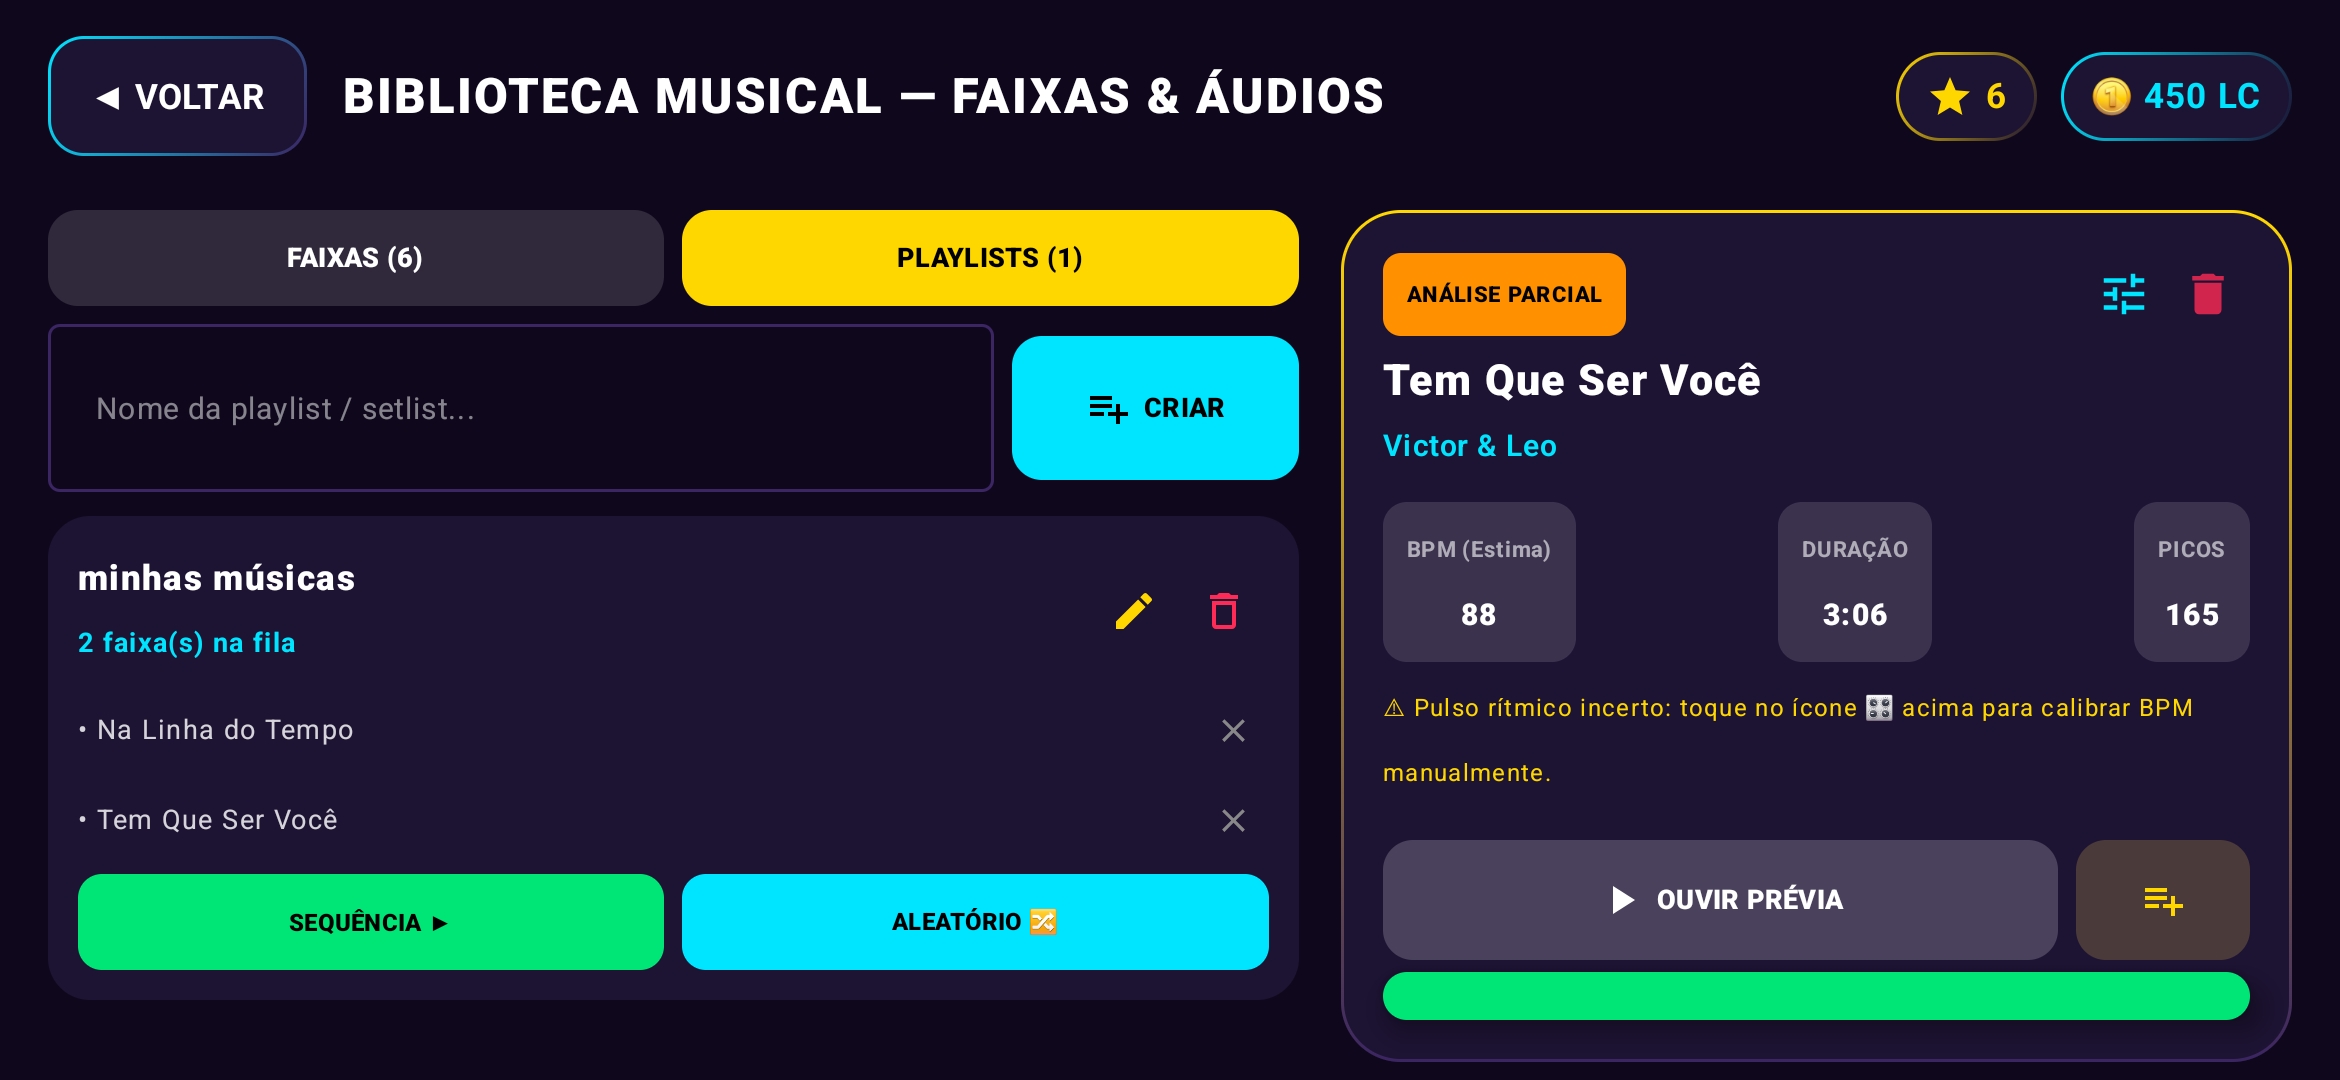 ◄ VOLTAR
BIBLIOTECA MUSICAL — FAIXAS & ÁUDIOS
★ 6
🪙 450 LC
FAIXAS (6)
PLAYLISTS (1)
Nome da playlist / setlist...
CRIAR
minhas músicas
2 faixa(s) na fila
• Na Linha do Tempo
• Tem Que Ser Você
SEQUÊNCIA ►
ALEATÓRIO 🔀
ANÁLISE PARCIAL
Tem Que Ser Você
Victor & Leo
BPM (Estima)
88
DURAÇÃO
3:06
PICOS
165
⚠ Pulso rítmico incerto: toque no ícone 🎛 acima para calibrar BPM
manualmente.
OUVIR PRÉVIA